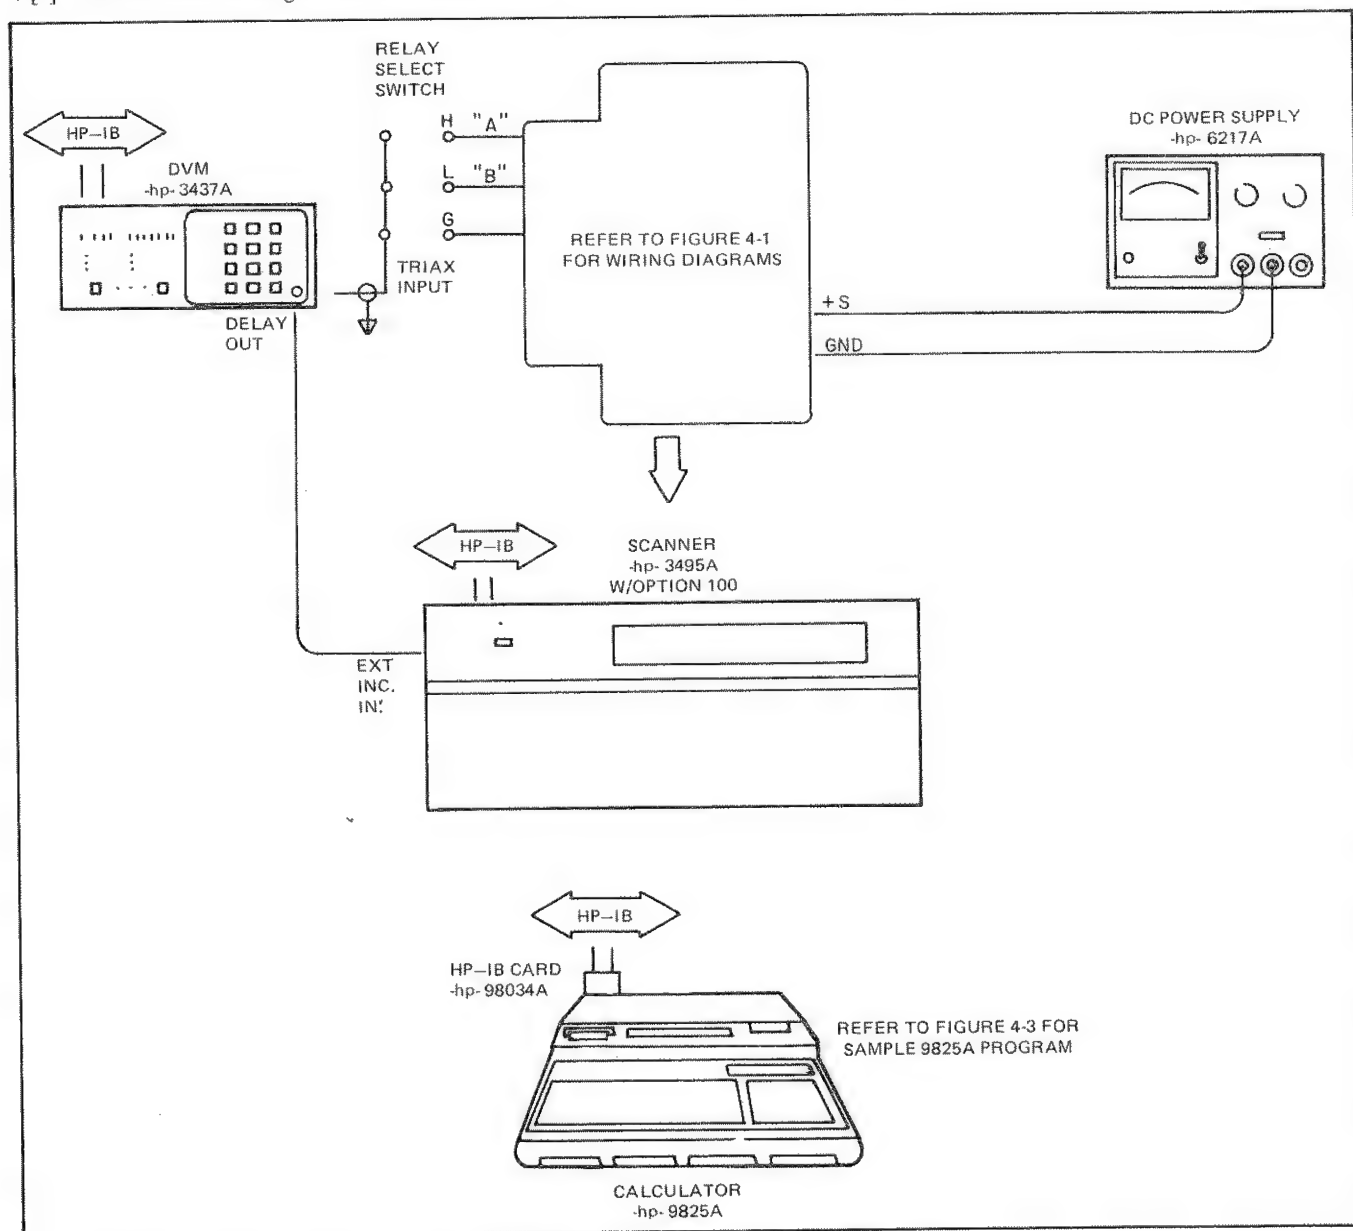 RELAY
SELECT
SWITCH
HP–IB
DVM
-hp- 3437A
H "A"
L "B"
G
TRIAX
INPUT
DELAY
OUT
REFER TO FIGURE 4-1
FOR WIRING DIAGRAMS
DC POWER SUPPLY
-hp- 6217A
+S
GND
HP–IB
SCANNER
-hp- 3495A
W/OPTION 100
EXT
INC.
IN.
HP–IB
HP–IB CARD
-hp- 98034A
REFER TO FIGURE 4-3 FOR
SAMPLE 9825A PROGRAM
CALCULATOR
-hp- 9825A